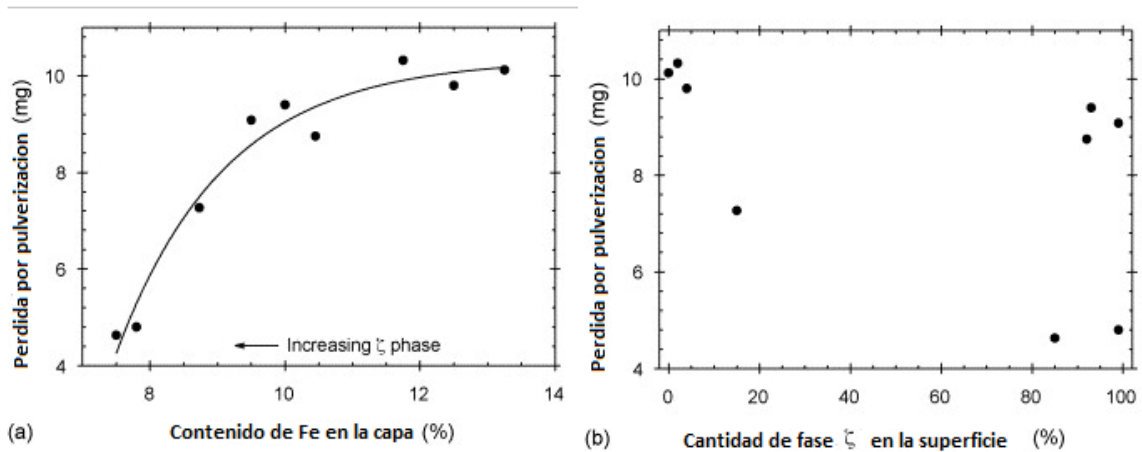 Perdida por pulverizacion (mg)
10
8
6
4
8
10
12
14
Increasing ζ phase
(a)
Contenido de Fe en la capa (%)
Perdida por pulverizacion (mg)
10
8
6
4
0
20
40
60
80
100
(b)
Cantidad de fase ζ en la superficie (%)